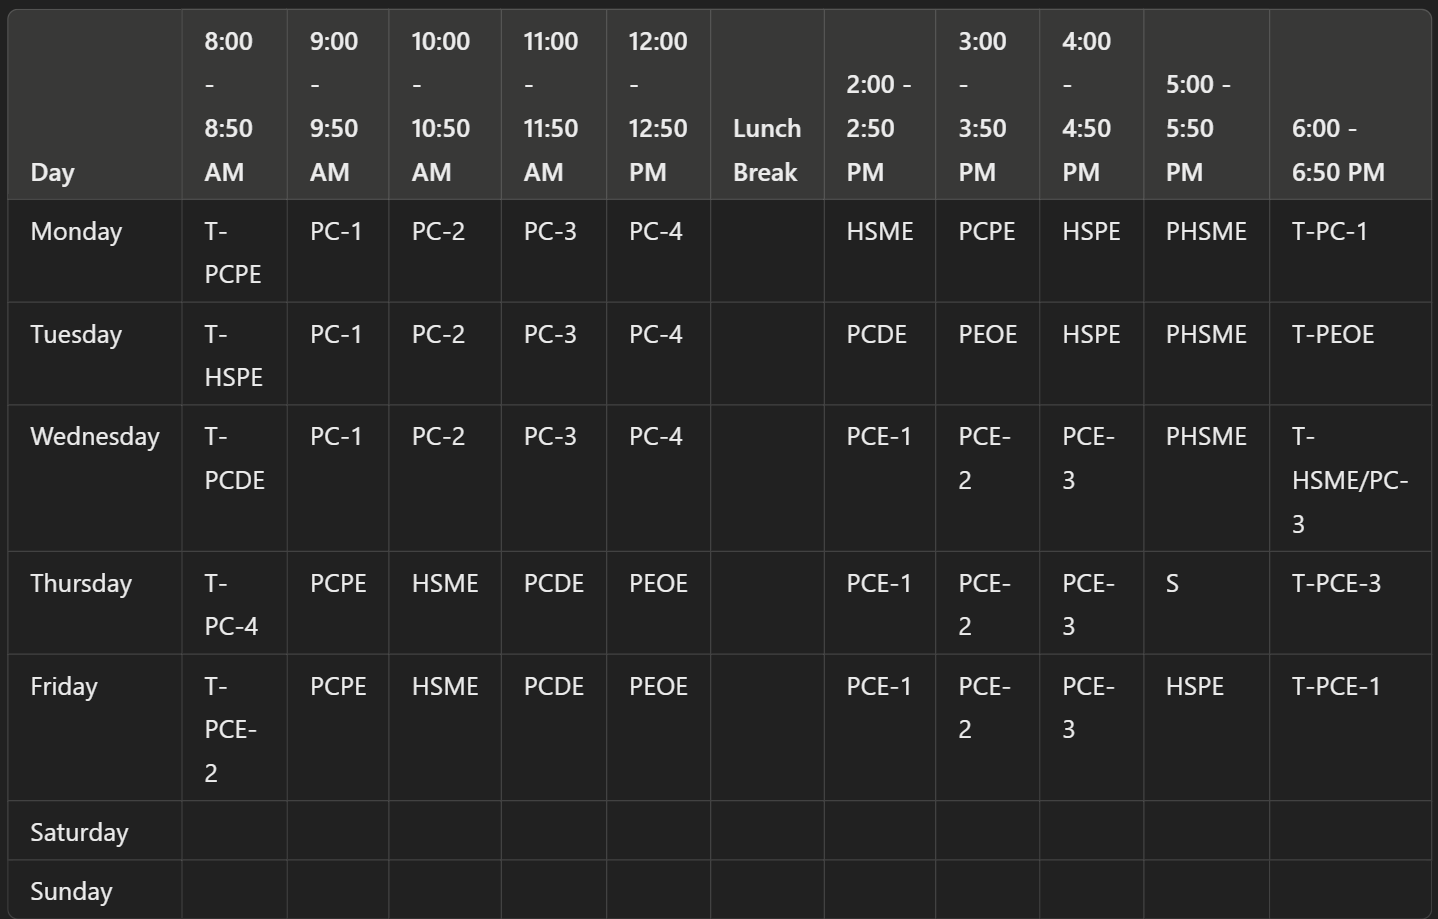 Day | 8:00 - 8:50 AM | 9:00 - 9:50 AM | 10:00 - 10:50 AM | 11:00 - 11:50 AM | 12:00 - 12:50 PM | Lunch Break | 2:00 - 2:50 PM | 3:00 - 3:50 PM | 4:00 - 4:50 PM | 5:00 - 5:50 PM | 6:00 - 6:50 PM
Monday | T-PCPE | PC-1 | PC-2 | PC-3 | PC-4 | | HSME | PCPE | HSPE | PHSME | T-PC-1
Tuesday | T-HSPE | PC-1 | PC-2 | PC-3 | PC-4 | | PCDE | PEOE | HSPE | PHSME | T-PEOE
Wednesday | T-PCDE | PC-1 | PC-2 | PC-3 | PC-4 | | PCE-1 | PCE-2 | PCE-3 | PHSME | T-HSME/PC-3
Thursday | T-PC-4 | PCPE | HSME | PCDE | PEOE | | PCE-1 | PCE-2 | PCE-3 | S | T-PCE-3
Friday | T-PCE-2 | PCPE | HSME | PCDE | PEOE | | PCE-1 | PCE-2 | PCE-3 | HSPE | T-PCE-1
Saturday
Sunday